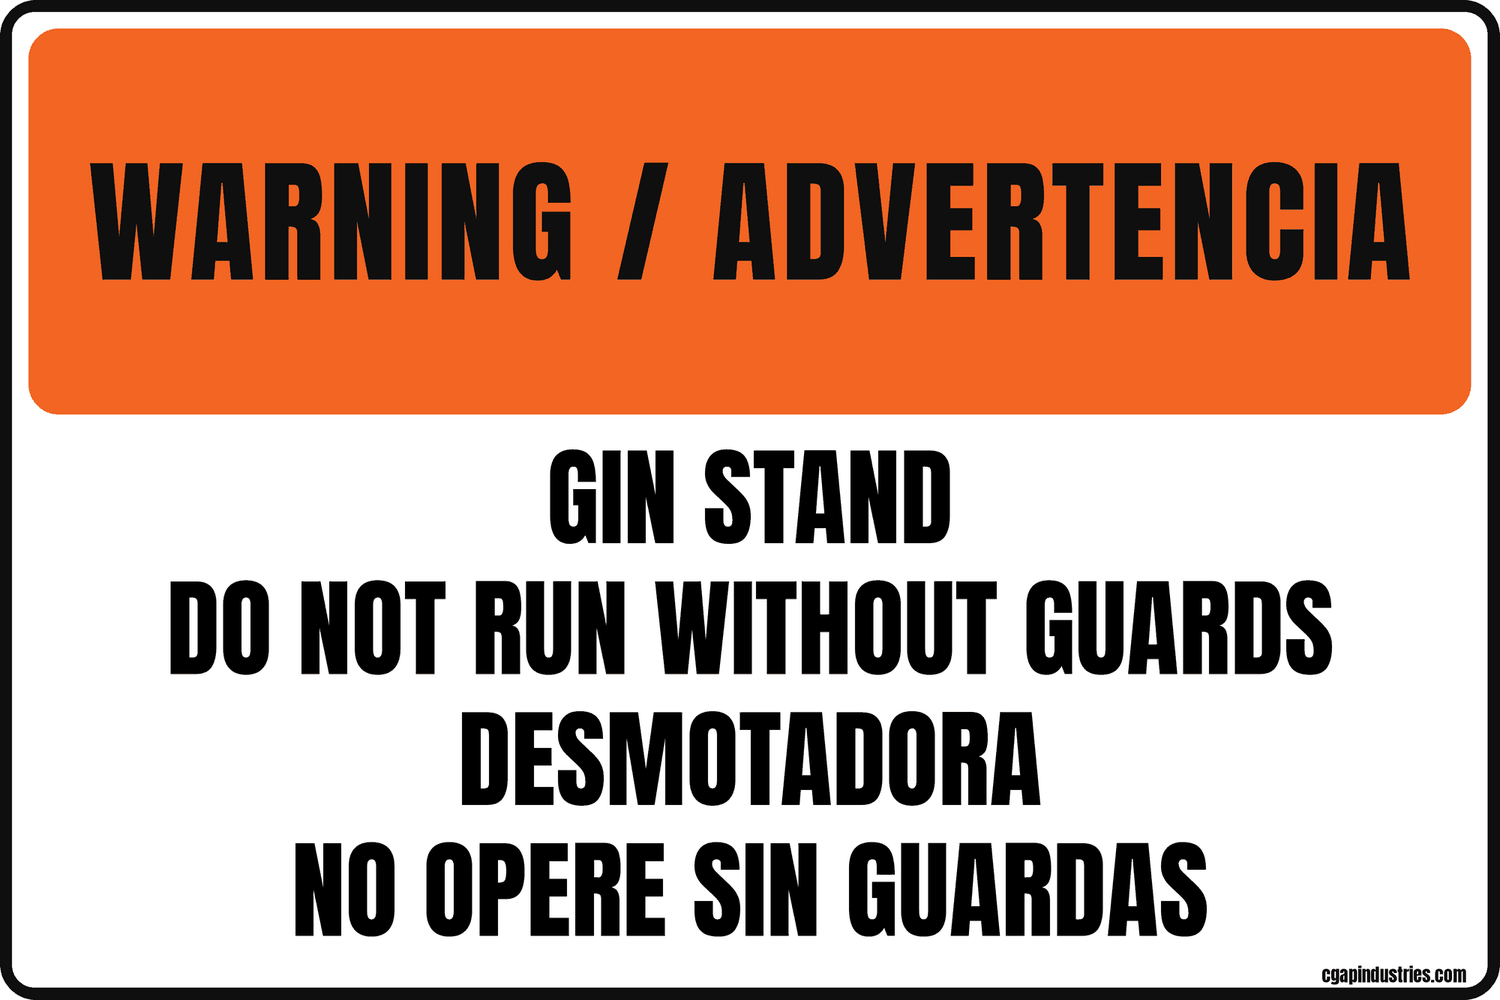 WARNING / ADVERTENCIA
GIN STAND
DO NOT RUN WITHOUT GUARDS
DESMOTADORA
NO OPERE SIN GUARDAS
cgapindustries.com